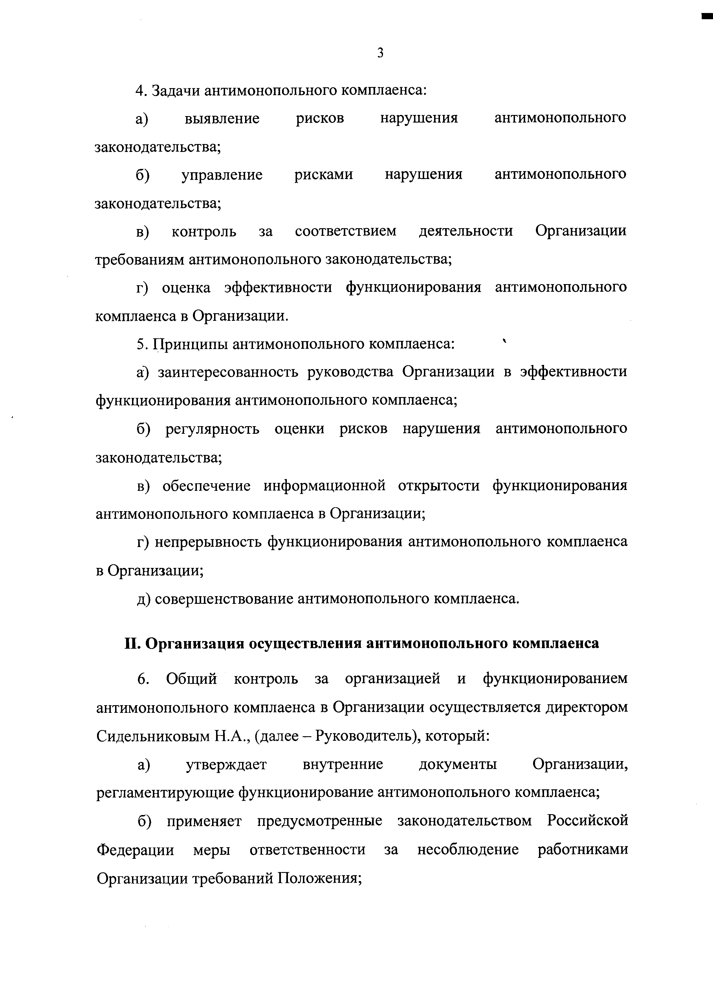 3
4. Задачи антимонопольного комплаенса:
а) выявление рисков нарушения антимонопольного
законодательства;
б) управление рисками нарушения антимонопольного
законодательства;
в) контроль за соответствием деятельности Организации
требованиям антимонопольного законодательства;
г) оценка эффективности функционирования антимонопольного
комплаенса в Организации.
5. Принципы антимонопольного комплаенса:
а) заинтересованность руководства Организации в эффективности
функционирования антимонопольного комплаенса;
б) регулярность оценки рисков нарушения антимонопольного
законодательства;
в) обеспечение информационной открытости функционирования
антимонопольного комплаенса в Организации;
г) непрерывность функционирования антимонопольного комплаенса
в Организации;
д) совершенствование антимонопольного комплаенса.
II. Организация осуществления антимонопольного комплаенса
6. Общий контроль за организацией и функционированием
антимонопольного комплаенса в Организации осуществляется директором
Сидельниковым Н.А., (далее – Руководитель), который:
а) утверждает внутренние документы Организации,
регламентирующие функционирование антимонопольного комплаенса;
б) применяет предусмотренные законодательством Российской
Федерации меры ответственности за несоблюдение работниками
Организации требований Положения;